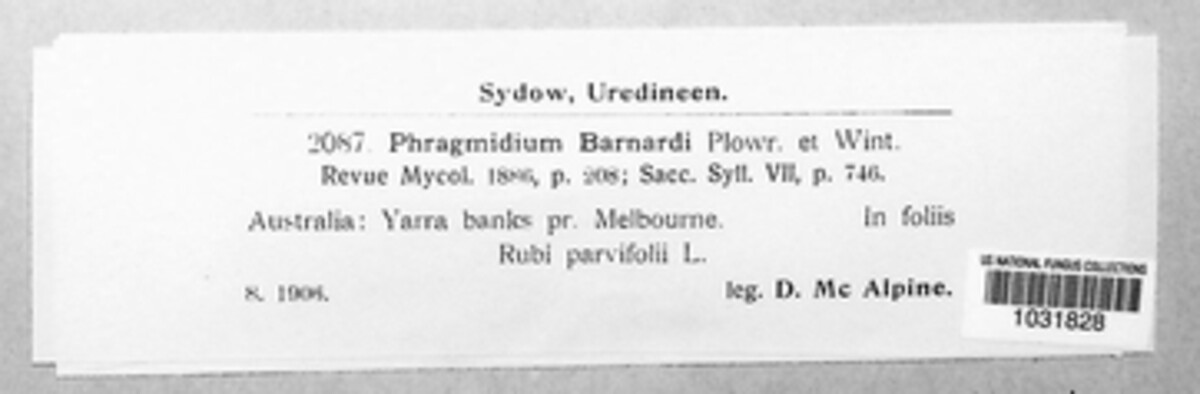 Sydow, Uredineen.
2087. Phragmidium Barnardi Plowr. et Wint.
Revue Mycol. 1886, p. 208; Sacc. Syll. VII, p. 746.
Australia: Yarra banks pr. Melbourne. In foliis
Rubi parvifolii L.
8. 1906. leg. D. Mc Alpine.
US NATIONAL FUNGUS COLLECTIONS
1031828